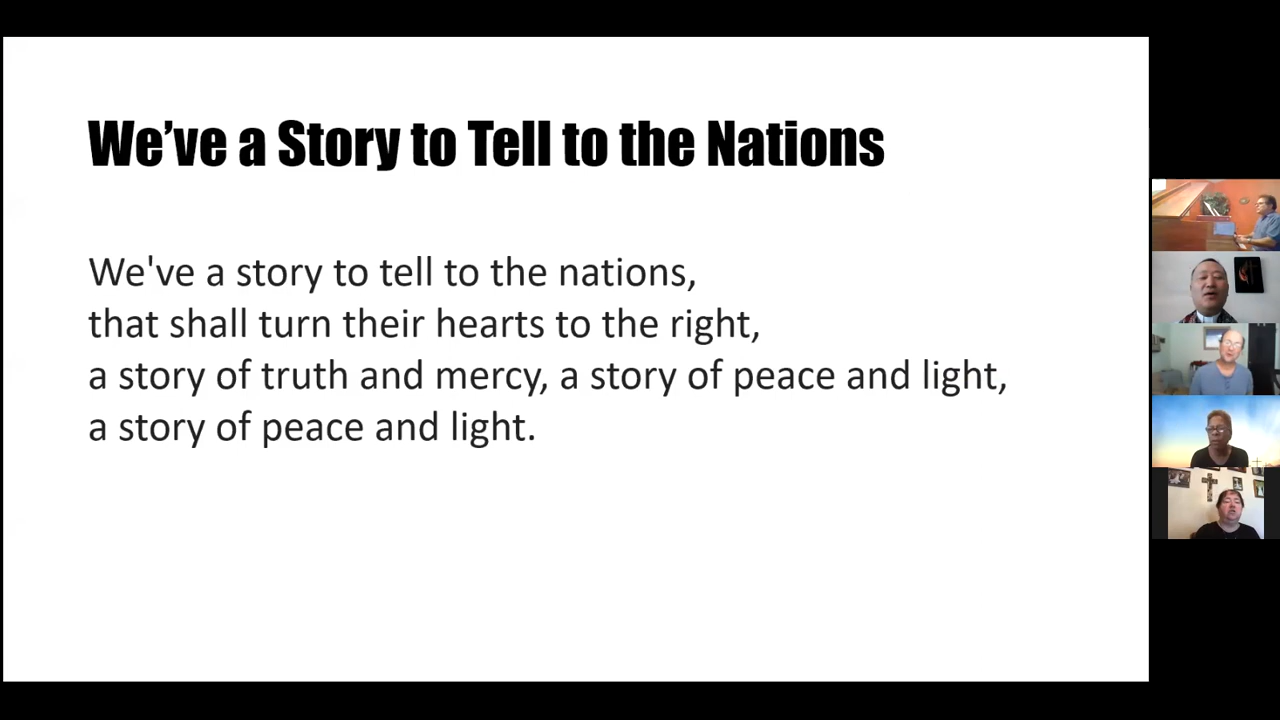 We’ve a Story to Tell to the Nations
We've a story to tell to the nations,
that shall turn their hearts to the right,
a story of truth and mercy, a story of peace and light,
a story of peace and light.